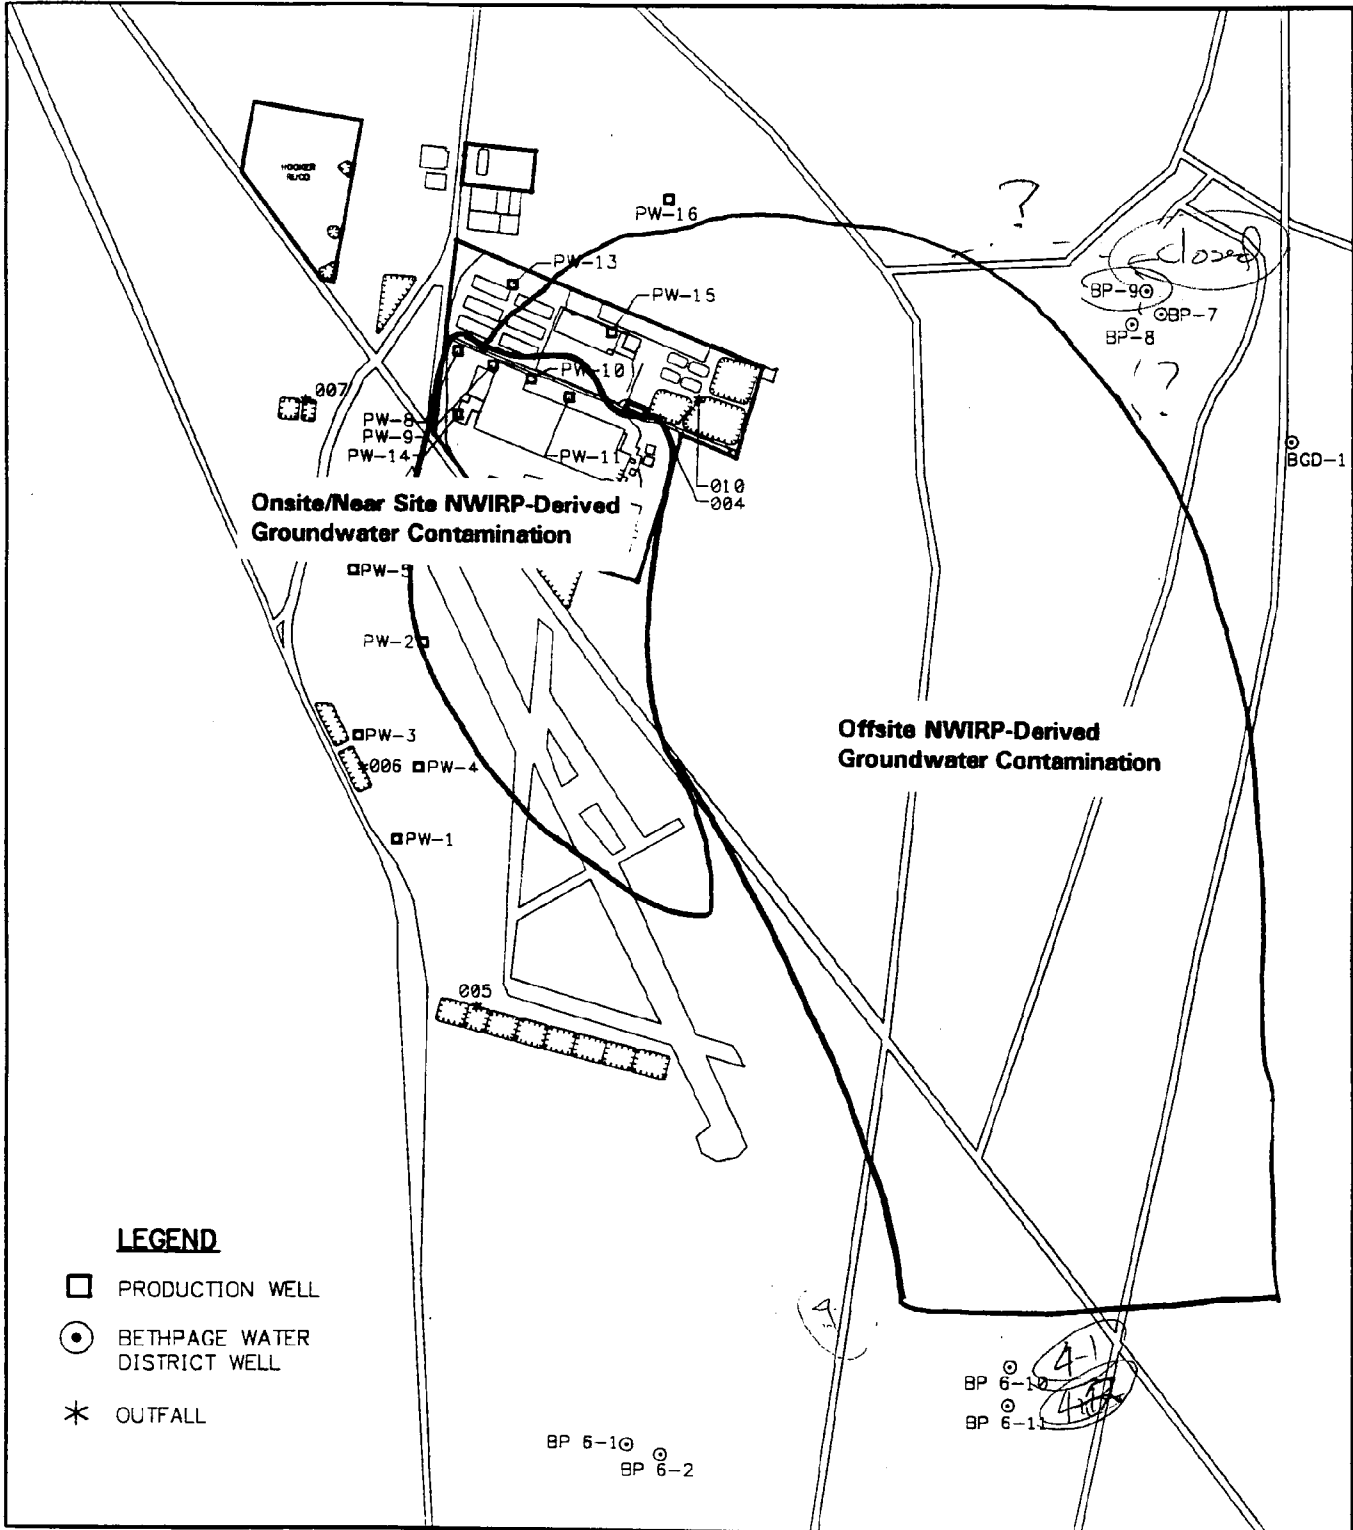 HOOKER
RUCO
PW-16
?
closed
PW-13
BP-9
PW-15
BP-7
BP-8
?
PW-10
007
PW-8
PW-9
PW-14
PW-11
BGD-1
010
004
Onsite/Near Site NWIRP-Derived
Groundwater Contamination
PW-5
PW-2
Offsite NWIRP-Derived
Groundwater Contamination
PW-3
006
PW-4
PW-1
005
LEGEND
PRODUCTION WELL
BETHPAGE WATER
DISTRICT WELL
OUTFALL
4-1
BP 6-10
BP 6-11
BP 6-1
BP 6-2